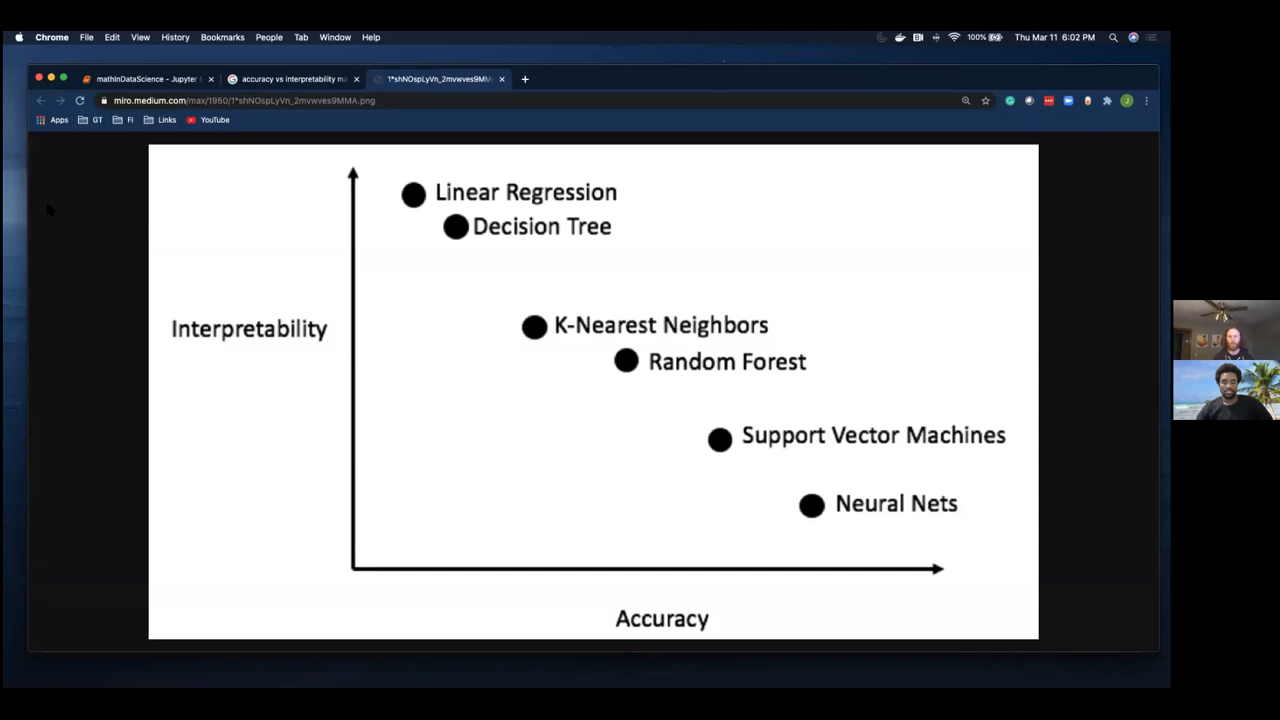 Chrome File Edit View History Bookmarks People Tab Window Help 100% Thu Mar 11 6:02 PM
mathInDataScience - Jupyter accuracy vs interpretability ma 1*shNOspLyVn_2mvwves9MM
miro.medium.com/max/1950/1*shNOspLyVn_2mvwves9MMA.png
Apps GT FI Links YouTube
Linear Regression
Decision Tree
K-Nearest Neighbors
Interpretability
Random Forest
Support Vector Machines
Neural Nets
Accuracy